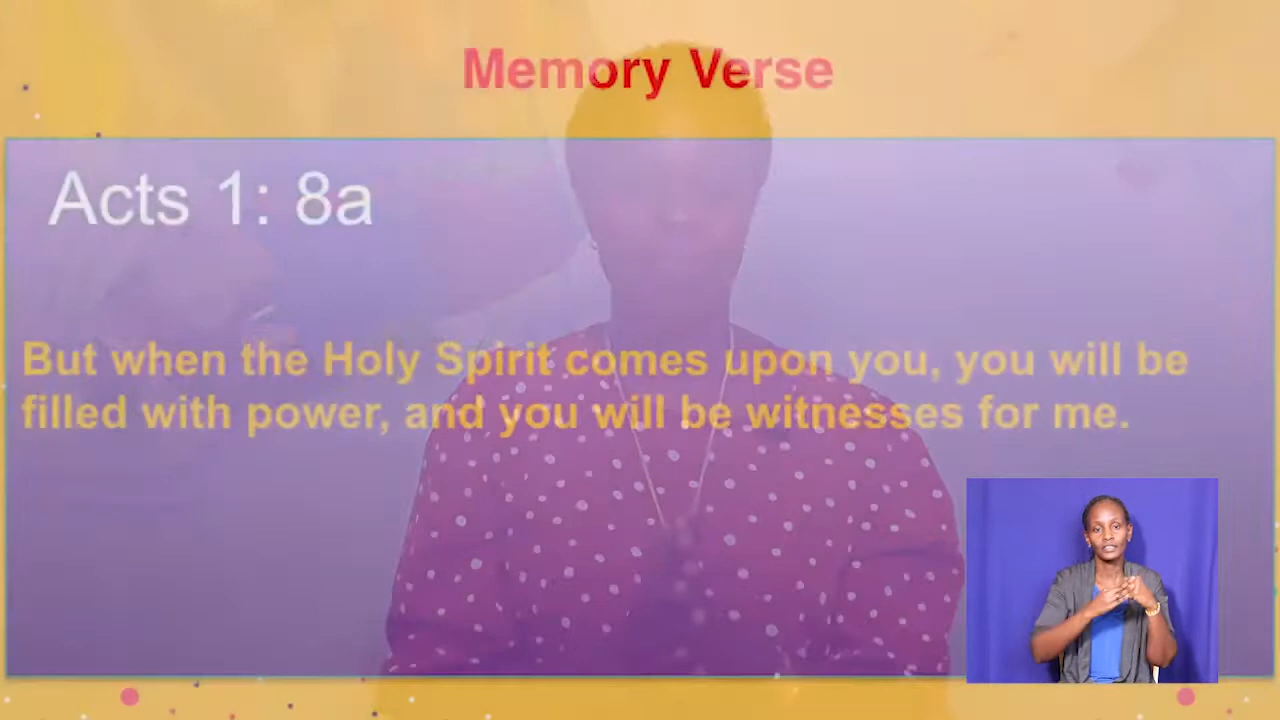 Memory Verse
Acts 1: 8a
But when the Holy Spirit comes upon you, you will be
filled with power, and you will be witnesses for me.